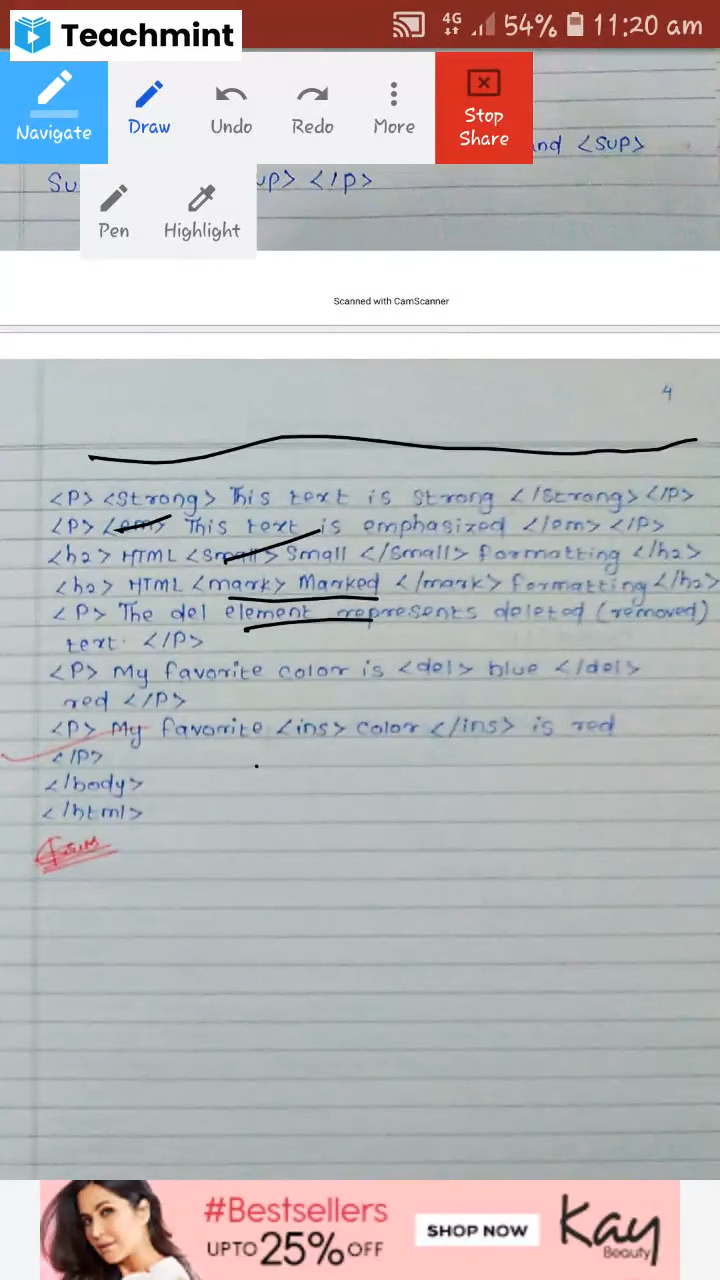 Teachmint
4G 54% 11:20 am
Navigate
Draw
Undo
Redo
More
Stop
Share
Pen
Highlight
and <sup>
Su
up> </p>
Scanned with CamScanner
4
<P> <Strong> This text is strong </Strong> </P>
<P> <em> This text is emphasized </em> </P>
<h2> HTML <Small> Small </Small> formatting </h2>
<h2> HTML <mark> Marked </mark> formatting </h2>
<P> The del element represents deleted (removed)
text. </P>
<P> My favorite color is <del> blue </del>
red </P>
<P> My favorite <ins> color </ins> is red
</P>
</body>
</html>
#Bestsellers
UPTO 25% OFF
SHOP NOW
Kay
Beauty